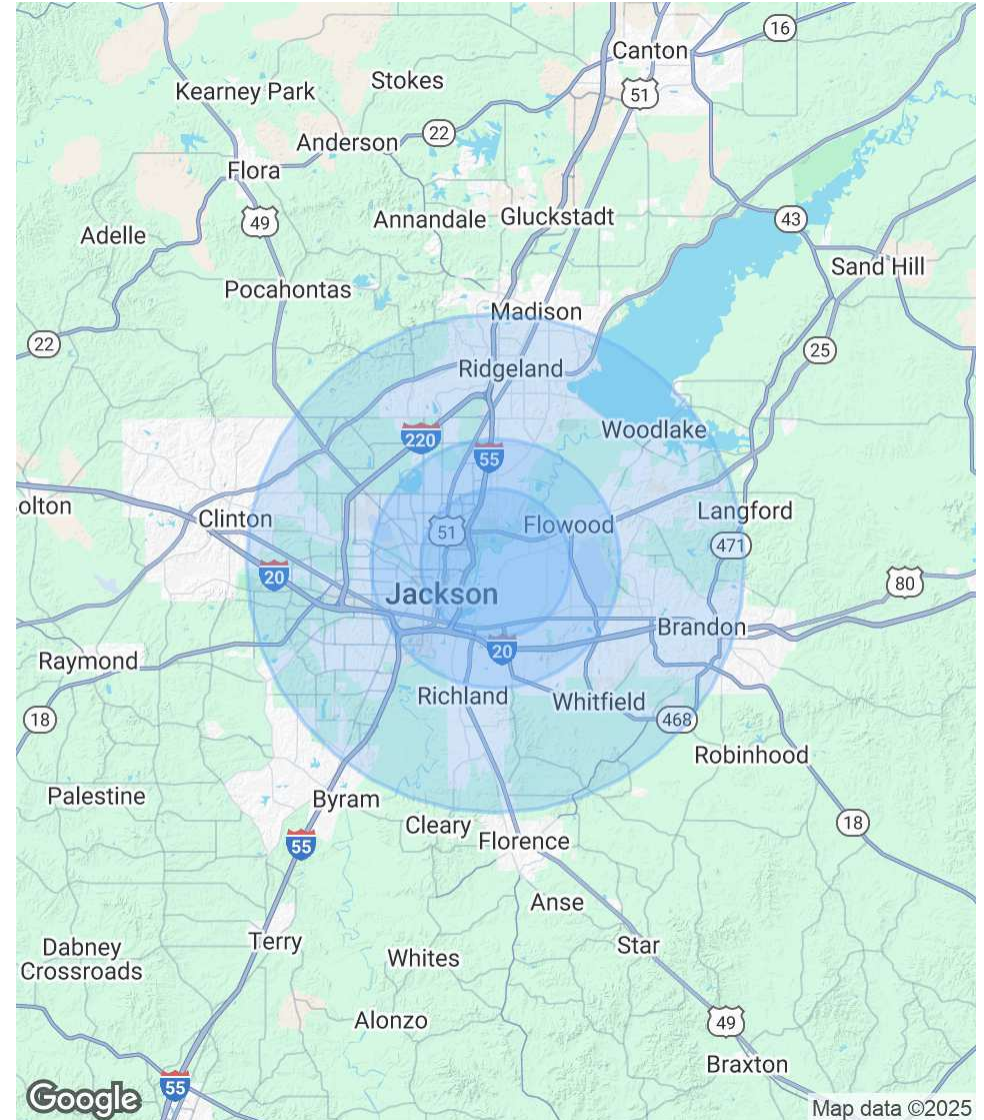 16
Canton
Stokes
Kearney Park
51
22
Anderson
Flora
49
Annandale
Gluckstadt
43
Adelle
Sand Hill
Pocahontas
Madison
22
25
Ridgeland
Woodlake
220
55
olton
Clinton
51
Flowood
Langford
471
20
80
Jackson
Brandon
20
Raymond
Richland
Whitfield
18
468
Robinhood
Palestine
Byram
18
Cleary
Florence
55
Anse
Terry
Star
Dabney
Crossroads
Whites
Alonzo
49
Braxton
55
Google
Map data ©2025